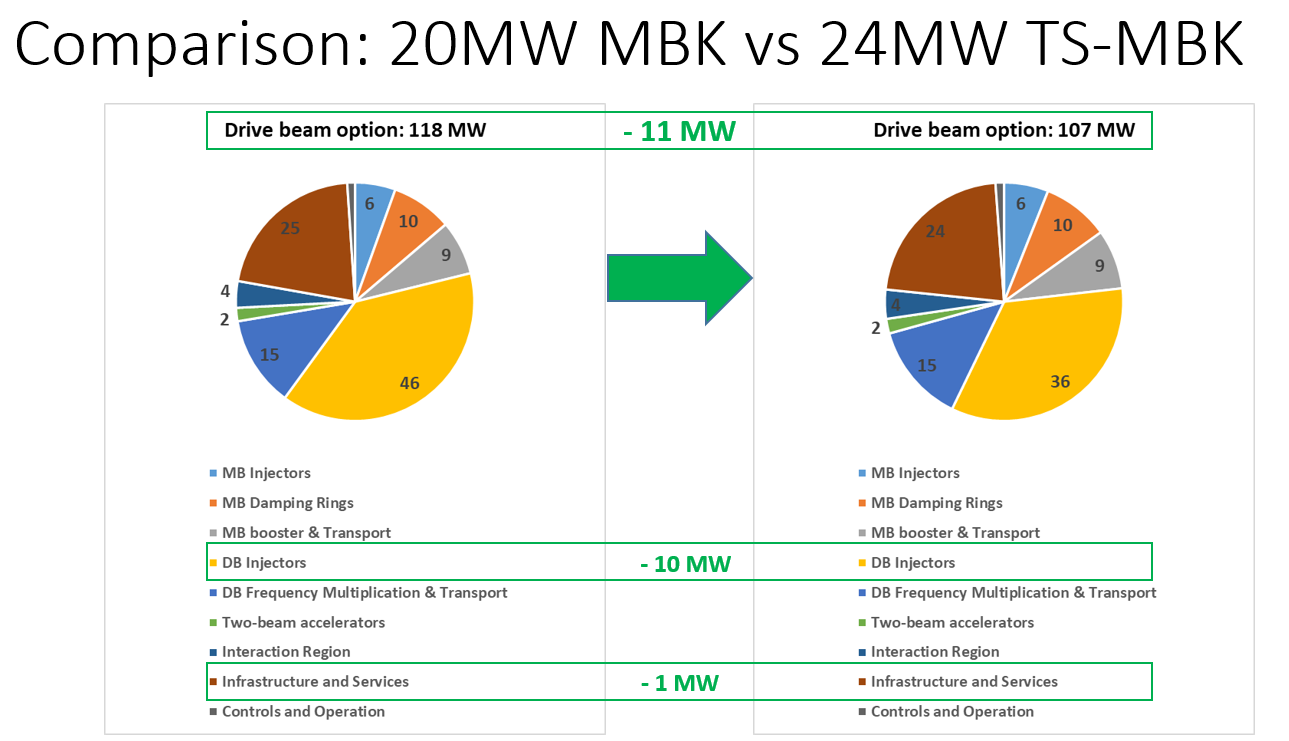 Comparison: 20MW MBK vs 24MW TS-MBK
Drive beam option: 118 MW
- 11 MW
Drive beam option: 107 MW
6
10
9
46
15
2
4
25
6
10
9
36
15
2
4
24
MB Injectors
MB Damping Rings
MB booster & Transport
DB Injectors
DB Frequency Multiplication & Transport
Two-beam accelerators
Interaction Region
Infrastructure and Services
Controls and Operation
- 10 MW
- 1 MW
MB Injectors
MB Damping Rings
MB booster & Transport
DB Injectors
DB Frequency Multiplication & Transport
Two-beam accelerators
Interaction Region
Infrastructure and Services
Controls and Operation